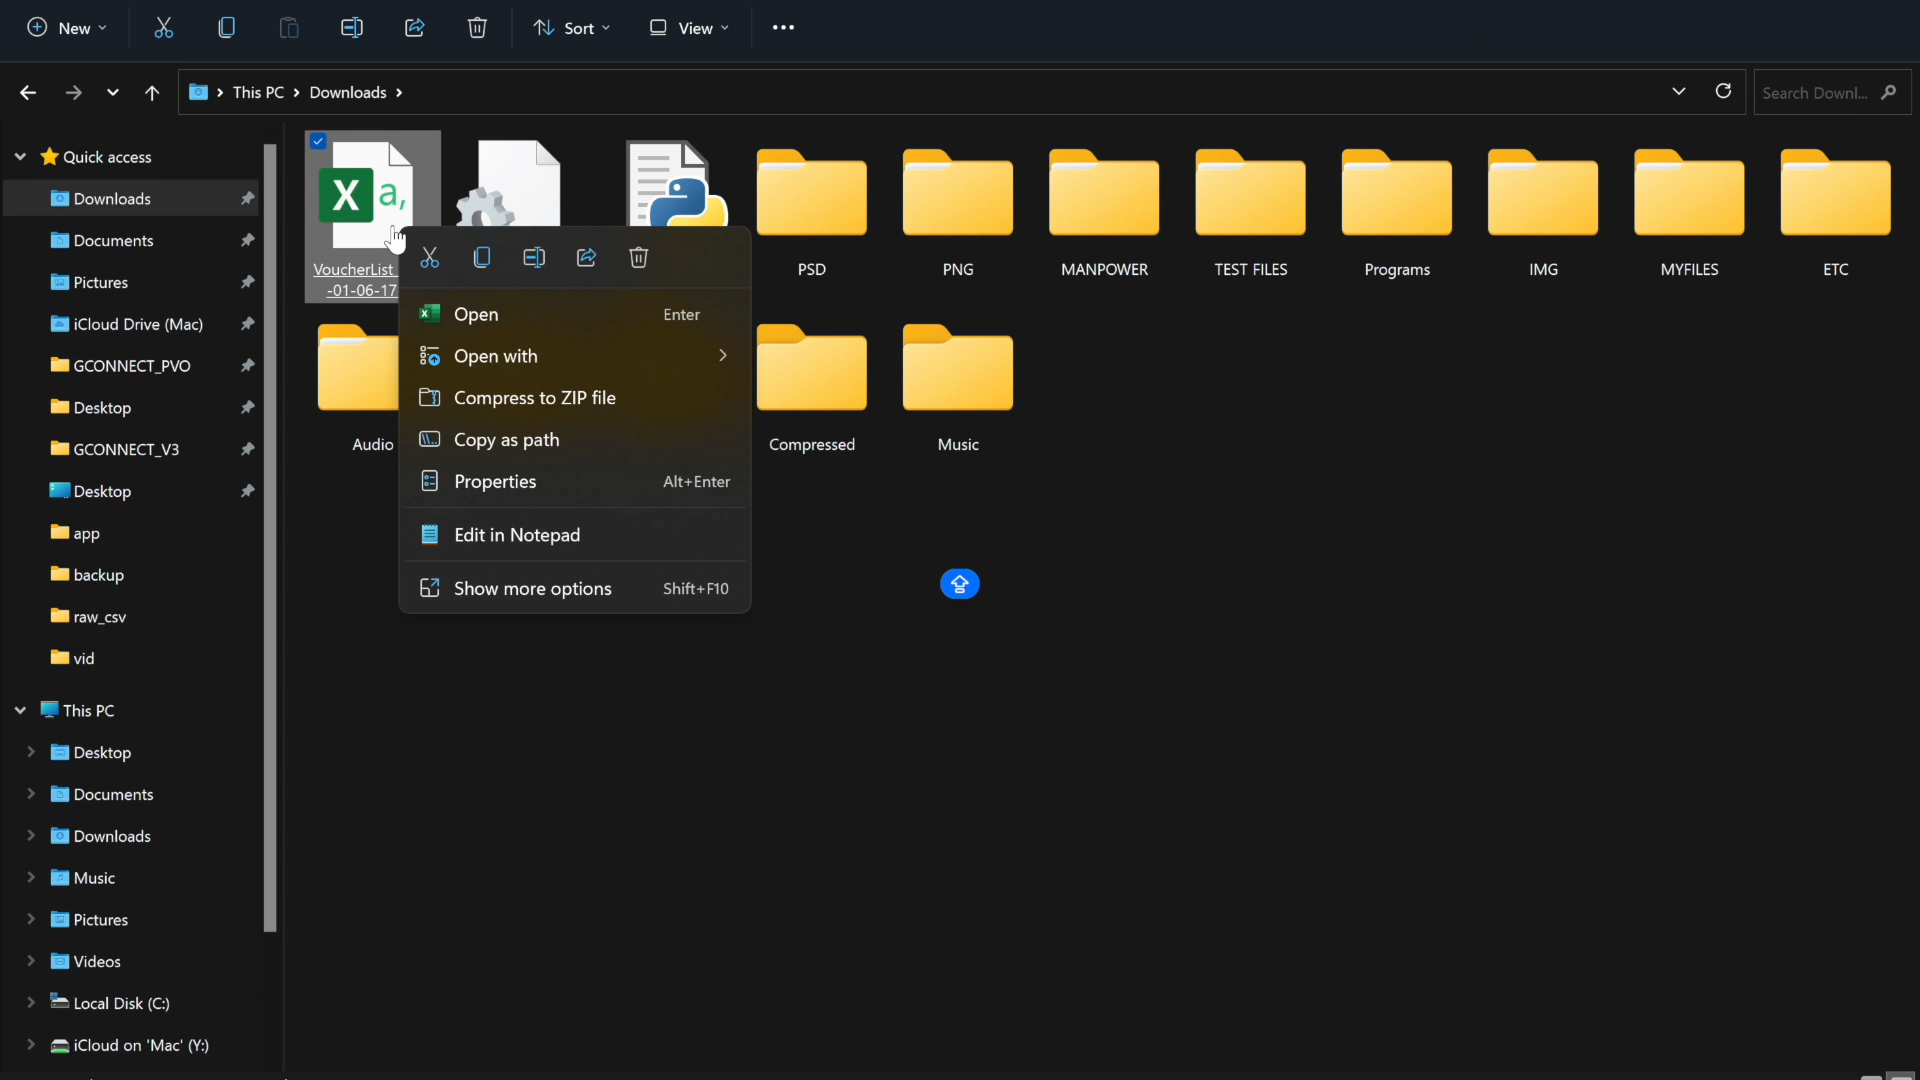 New
Sort
View
This PC > Downloads >
Search Downl...
Quick access
Downloads
Documents
Pictures
iCloud Drive (Mac)
GCONNECT_PVO
Desktop
GCONNECT_V3
Desktop
app
backup
raw_csv
vid
This PC
Desktop
Documents
Downloads
Music
Pictures
Videos
Local Disk (C:)
iCloud on 'Mac' (Y:)
X a,
VoucherList
-01-06-17
PSD
PNG
MANPOWER
TEST FILES
Programs
IMG
MYFILES
ETC
Audio
Compressed
Music
Open Enter
Open with
Compress to ZIP file
Copy as path
Properties Alt+Enter
Edit in Notepad
Show more options Shift+F10